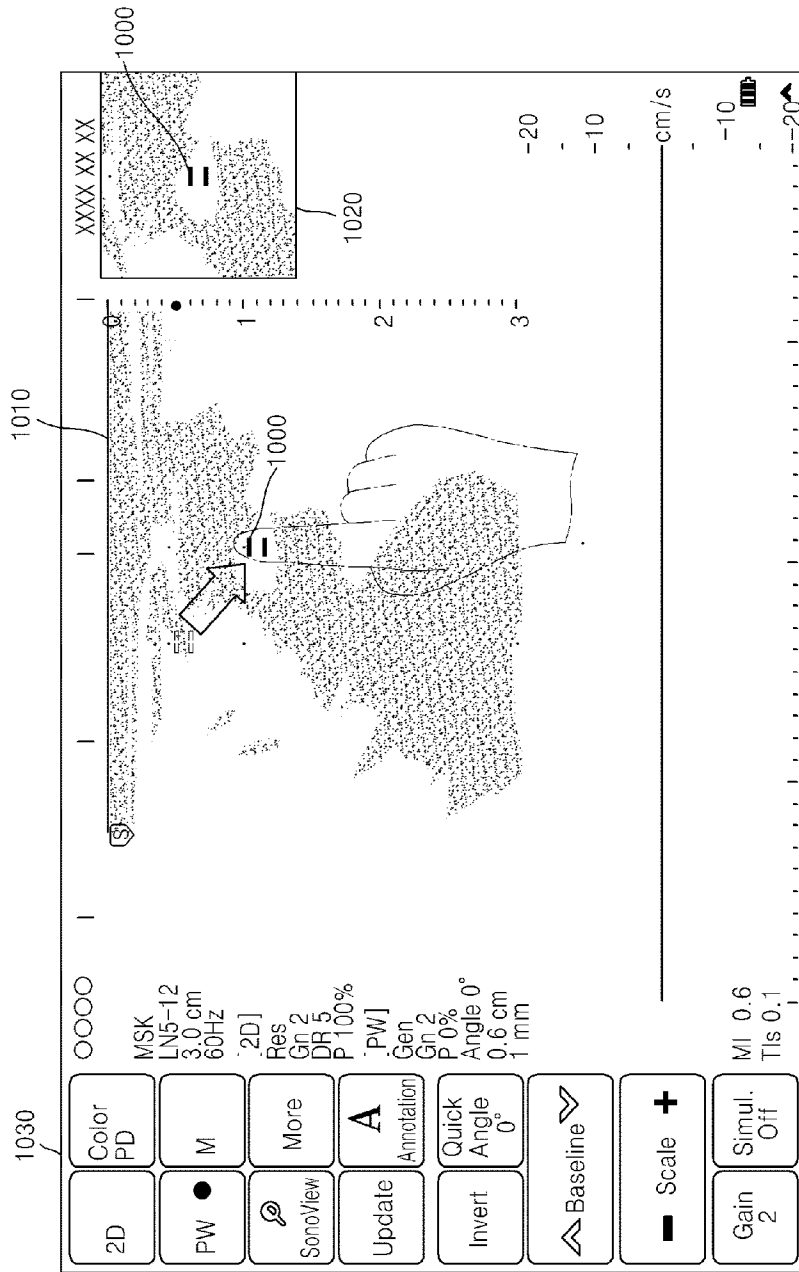 1030
1010
1000
1000
1020
XXXX XX XX
OOOO
MSK
LN5-12
3.0 cm
60Hz
[2D]
Res
Gn 2
DR 5
P 100%
[PW]
Gen
Gn 2
P 0%
Angle 0°
0.6 cm
1 mm
MI 0.6
TIs 0.1
S
0
1
2
3
-20
-10
cm/s
-10
-20
2D
Color
PD
PW ●
M
SonoView
More
Update
A
Annotation
Invert
Quick
Angle
0°
Baseline
Scale
Gain
2
Simul.
Off